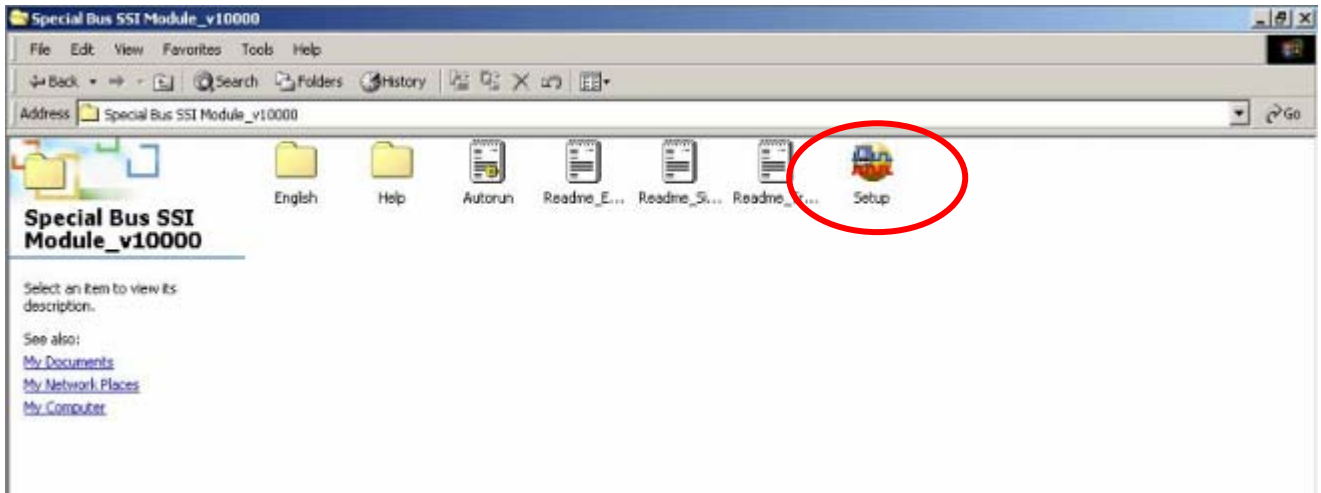 Special Bus SSI Module_v10000
File Edit View Favorites Tools Help
Back Search Folders History
Address Special Bus SSI Module_v10000 Go
English Help Autorun Readme_E... Readme_Si... Readme_Tr... Setup
Special Bus SSI
Module_v10000
Select an item to view its
description.
See also:
My Documents
My Network Places
My Computer